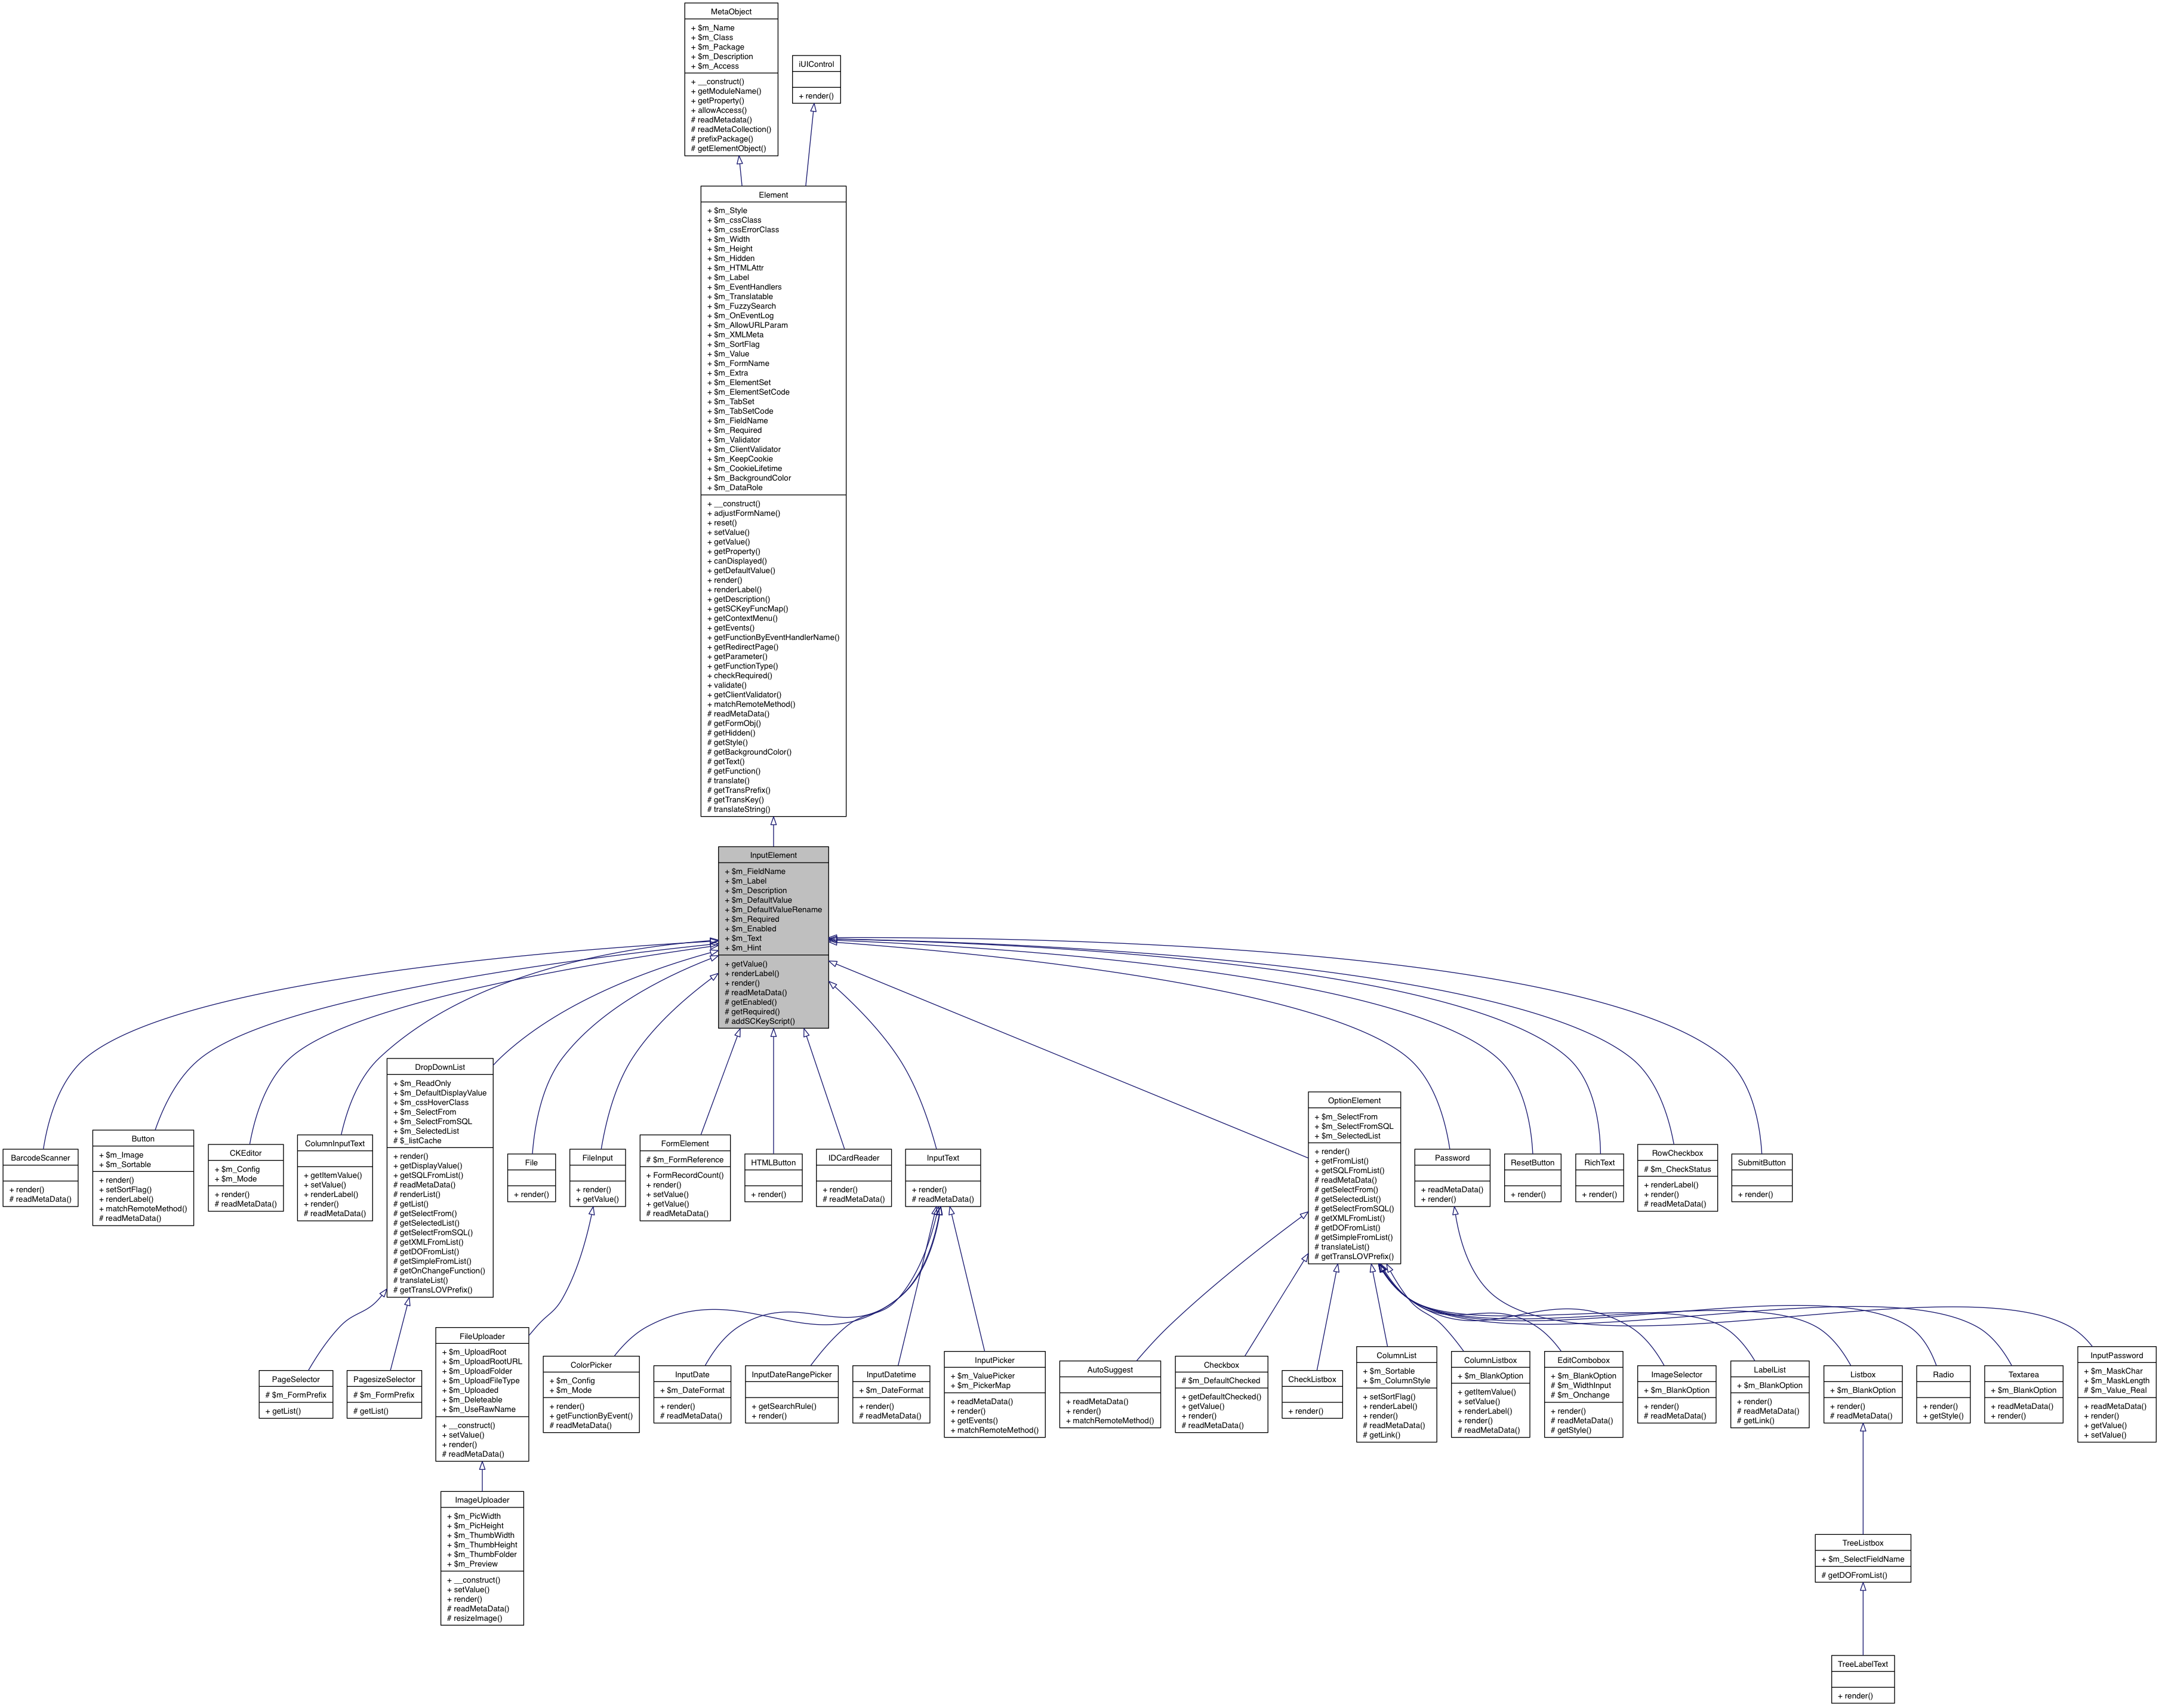 MetaObject
+ $m_Name
+ $m_Class
+ $m_Package
+ $m_Description
+ $m_Access
+ __construct()
+ getModuleName()
+ getProperty()
+ allowAccess()
# readMetadata()
# readMetaCollection()
# prefixPackage()
# getElementObject()
iUIControl
+ render()
Element
+ $m_Style
+ $m_cssClass
+ $m_cssErrorClass
+ $m_Width
+ $m_Height
+ $m_Hidden
+ $m_HTMLAttr
+ $m_Label
+ $m_EventHandlers
+ $m_Translatable
+ $m_FuzzySearch
+ $m_OnEventLog
+ $m_AllowURLParam
+ $m_XMLMeta
+ $m_SortFlag
+ $m_Value
+ $m_FormName
+ $m_Extra
+ $m_ElementSet
+ $m_ElementSetCode
+ $m_TabSet
+ $m_TabSetCode
+ $m_FieldName
+ $m_Required
+ $m_Validator
+ $m_ClientValidator
+ $m_KeepCookie
+ $m_CookieLifetime
+ $m_BackgroundColor
+ $m_DataRole
+ __construct()
+ adjustFormName()
+ reset()
+ setValue()
+ getValue()
+ getProperty()
+ canDisplayed()
+ getDefaultValue()
+ render()
+ renderLabel()
+ getDescription()
+ getSCKeyFuncMap()
+ getContextMenu()
+ getEvents()
+ getFunctionByEventHandlerName()
+ getRedirectPage()
+ getParameter()
+ getFunctionType()
+ checkRequired()
+ validate()
+ getClientValidator()
+ matchRemoteMethod()
# readMetaData()
# getFormObj()
# getHidden()
# getStyle()
# getBackgroundColor()
# getText()
# getFunction()
# translate()
# getTransPrefix()
# getTransKey()
# translateString()
InputElement
+ $m_FieldName
+ $m_Label
+ $m_Description
+ $m_DefaultValue
+ $m_DefaultValueRename
+ $m_Required
+ $m_Enabled
+ $m_Text
+ $m_Hint
+ getValue()
+ renderLabel()
+ render()
# readMetaData()
# getEnabled()
# getRequired()
# addSCKeyScript()
BarcodeScanner
+ render()
# readMetaData()
Button
+ $m_Image
+ $m_Sortable
+ render()
+ setSortFlag()
+ renderLabel()
+ matchRemoteMethod()
# readMetaData()
CKEditor
+ $m_Config
+ $m_Mode
+ render()
# readMetaData()
ColumnInputText
+ getItemValue()
+ setValue()
+ renderLabel()
+ render()
# readMetaData()
DropDownList
+ $m_ReadOnly
+ $m_DefaultDisplayValue
+ $m_cssHoverClass
+ $m_SelectFrom
+ $m_SelectFromSQL
+ $m_SelectedList
# $_listCache
+ render()
+ getDisplayValue()
+ getSQLFromList()
# readMetaData()
# renderList()
# getList()
# getSelectFrom()
# getSelectedList()
# getSelectFromSQL()
# getXMLFromList()
# getDOFromList()
# getSimpleFromList()
# getOnChangeFunction()
# translateList()
# getTransLOVPrefix()
File
+ render()
FileInput
+ render()
+ getValue()
FormElement
# $m_FormReference
+ FormRecordCount()
+ render()
+ setValue()
+ getValue()
# readMetaData()
HTMLButton
+ render()
IDCardReader
+ render()
# readMetaData()
InputText
+ render()
# readMetaData()
OptionElement
+ $m_SelectFrom
+ $m_SelectFromSQL
+ $m_SelectedList
+ render()
+ getFromList()
+ getSQLFromList()
# readMetaData()
# getSelectFrom()
# getSelectedList()
# getSelectFromSQL()
# getXMLFromList()
# getDOFromList()
# getSimpleFromList()
# translateList()
# getTransLOVPrefix()
Password
+ readMetaData()
+ render()
ResetButton
+ render()
RichText
+ render()
RowCheckbox
# $m_CheckStatus
+ renderLabel()
+ render()
# readMetaData()
SubmitButton
+ render()
PageSelector
# $m_FormPrefix
+ getList()
PagesizeSelector
# $m_FormPrefix
# getList()
FileUploader
+ $m_UploadRoot
+ $m_UploadRootURL
+ $m_UploadFolder
+ $m_UploadFileType
+ $m_Uploaded
+ $m_Deleteable
+ $m_UseRawName
+ __construct()
+ setValue()
+ render()
# readMetaData()
ColorPicker
+ $m_Config
+ $m_Mode
+ render()
+ getFunctionByEvent()
# readMetaData()
InputDate
+ $m_DateFormat
+ render()
# readMetaData()
InputDateRangePicker
+ getSearchRule()
+ render()
InputDatetime
+ $m_DateFormat
+ render()
# readMetaData()
InputPicker
+ $m_ValuePicker
+ $m_PickerMap
+ readMetaData()
+ render()
+ getEvents()
+ matchRemoteMethod()
AutoSuggest
+ readMetaData()
+ render()
+ matchRemoteMethod()
Checkbox
# $m_DefaultChecked
+ getDefaultChecked()
+ getValue()
+ render()
# readMetaData()
CheckListbox
+ render()
ColumnList
+ $m_Sortable
+ $m_ColumnStyle
+ setSortFlag()
+ renderLabel()
+ render()
# readMetaData()
# getLink()
ColumnListbox
+ $m_BlankOption
+ getItemValue()
+ setValue()
+ renderLabel()
+ render()
# readMetaData()
EditCombobox
+ $m_BlankOption
# $m_WidthInput
# $m_Onchange
+ render()
# readMetaData()
# getStyle()
ImageSelector
+ $m_BlankOption
+ render()
# readMetaData()
LabelList
+ $m_BlankOption
+ render()
# readMetaData()
# getLink()
Listbox
+ $m_BlankOption
+ render()
# readMetaData()
Radio
+ render()
+ getStyle()
Textarea
+ $m_BlankOption
+ readMetaData()
+ render()
InputPassword
+ $m_MaskChar
+ $m_MaskLength
# $m_Value_Real
+ readMetaData()
+ render()
+ getValue()
+ setValue()
ImageUploader
+ $m_PicWidth
+ $m_PicHeight
+ $m_ThumbWidth
+ $m_ThumbHeight
+ $m_ThumbFolder
+ $m_Preview
+ __construct()
+ setValue()
+ render()
# readMetaData()
# resizeImage()
TreeListbox
+ $m_SelectFieldName
# getDOFromList()
TreeLabelText
+ render()